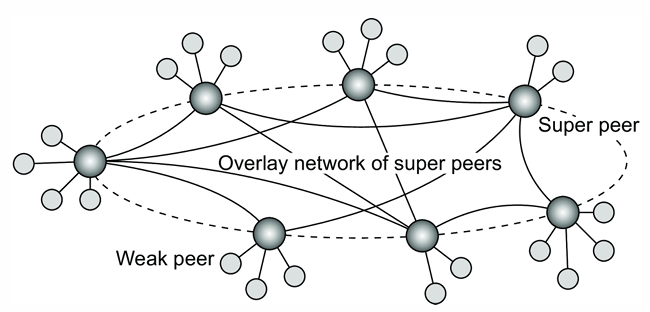 Super peer
Overlay network of super peers
Weak peer